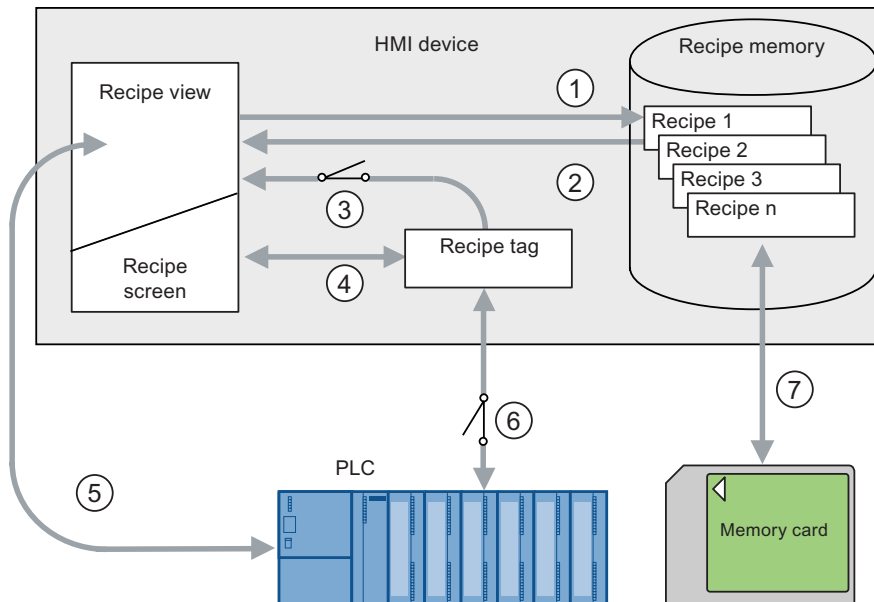 HMI device
Recipe memory
Recipe view
1
Recipe 1
Recipe 2
2
Recipe 3
3
Recipe n
Recipe tag
Recipe
screen
4
7
6
PLC
5
Memory card